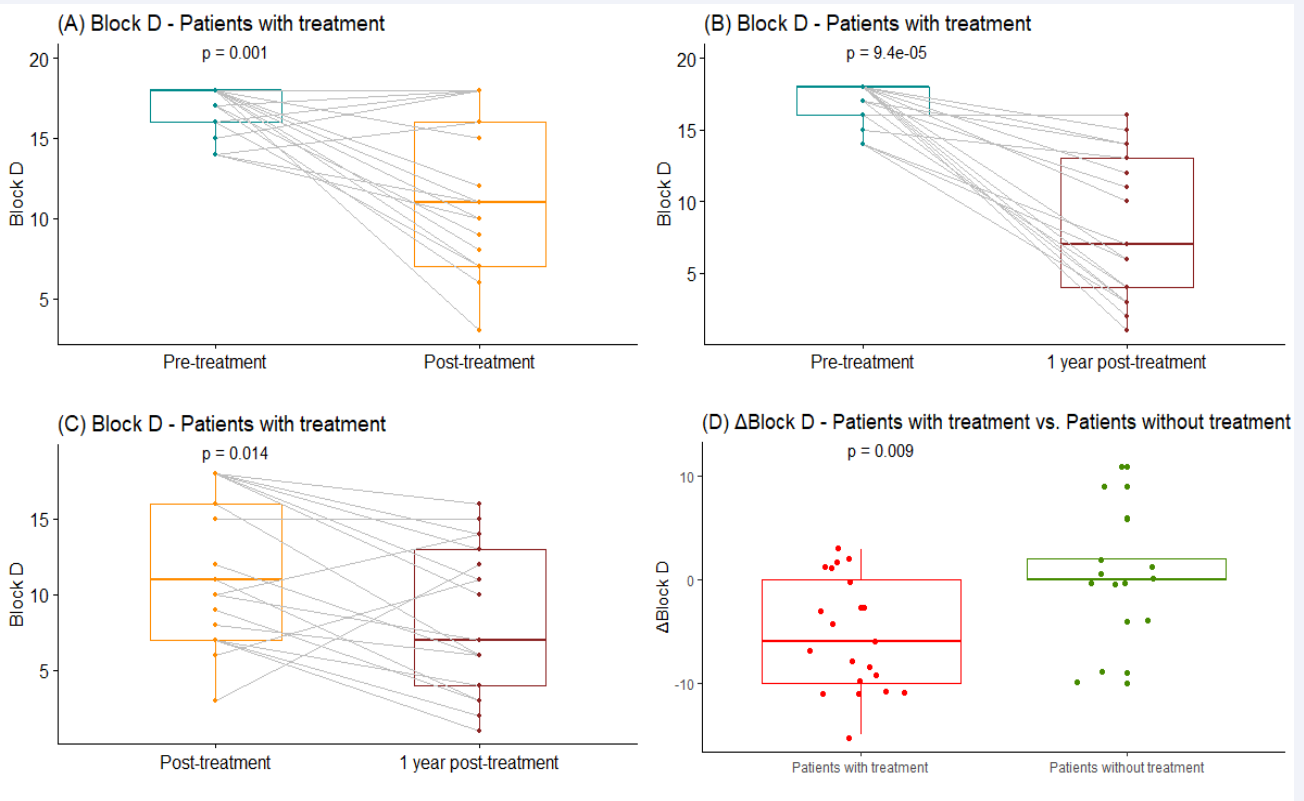 (A) Block D - Patients with treatment
p = 0.001
20
15
10
5
Block D
Pre-treatment
Post-treatment
(B) Block D - Patients with treatment
p = 9.4e-05
20
15
10
5
Block D
Pre-treatment
1 year post-treatment
(C) Block D - Patients with treatment
p = 0.014
15
10
5
Block D
Post-treatment
1 year post-treatment
(D) ΔBlock D - Patients with treatment vs. Patients without treatment
p = 0.009
10
0
-10
ΔBlock D
Patients with treatment
Patients without treatment